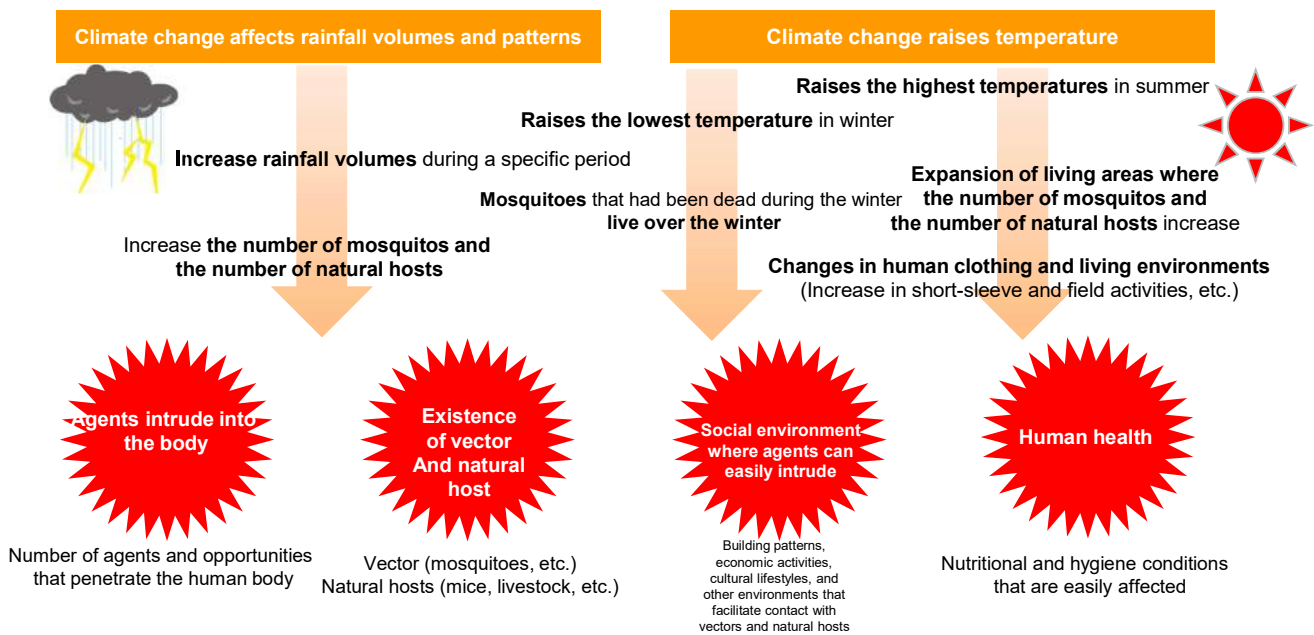 Climate change affects rainfall volumes and patterns
Climate change raises temperature
Raises the highest temperatures in summer
Raises the lowest temperature in winter
Increase rainfall volumes during a specific period
Expansion of living areas where
the number of mosquitos and
the number of natural hosts increase
Mosquitoes that had been dead during the winter
live over the winter
Increase the number of mosquitos and
the number of natural hosts
Changes in human clothing and living environments
(Increase in short-sleeve and field activities, etc.)
Agents intrude into
the body
Existence
of vector
And natural
host
Social environment
where agents can
easily intrude
Human health
Number of agents and opportunities
that penetrate the human body
Vector (mosquitoes, etc.)
Natural hosts (mice, livestock, etc.)
Building patterns,
economic activities,
cultural lifestyles, and
other environments that
facilitate contact with
vectors and natural hosts
Nutritional and hygiene conditions
that are easily affected